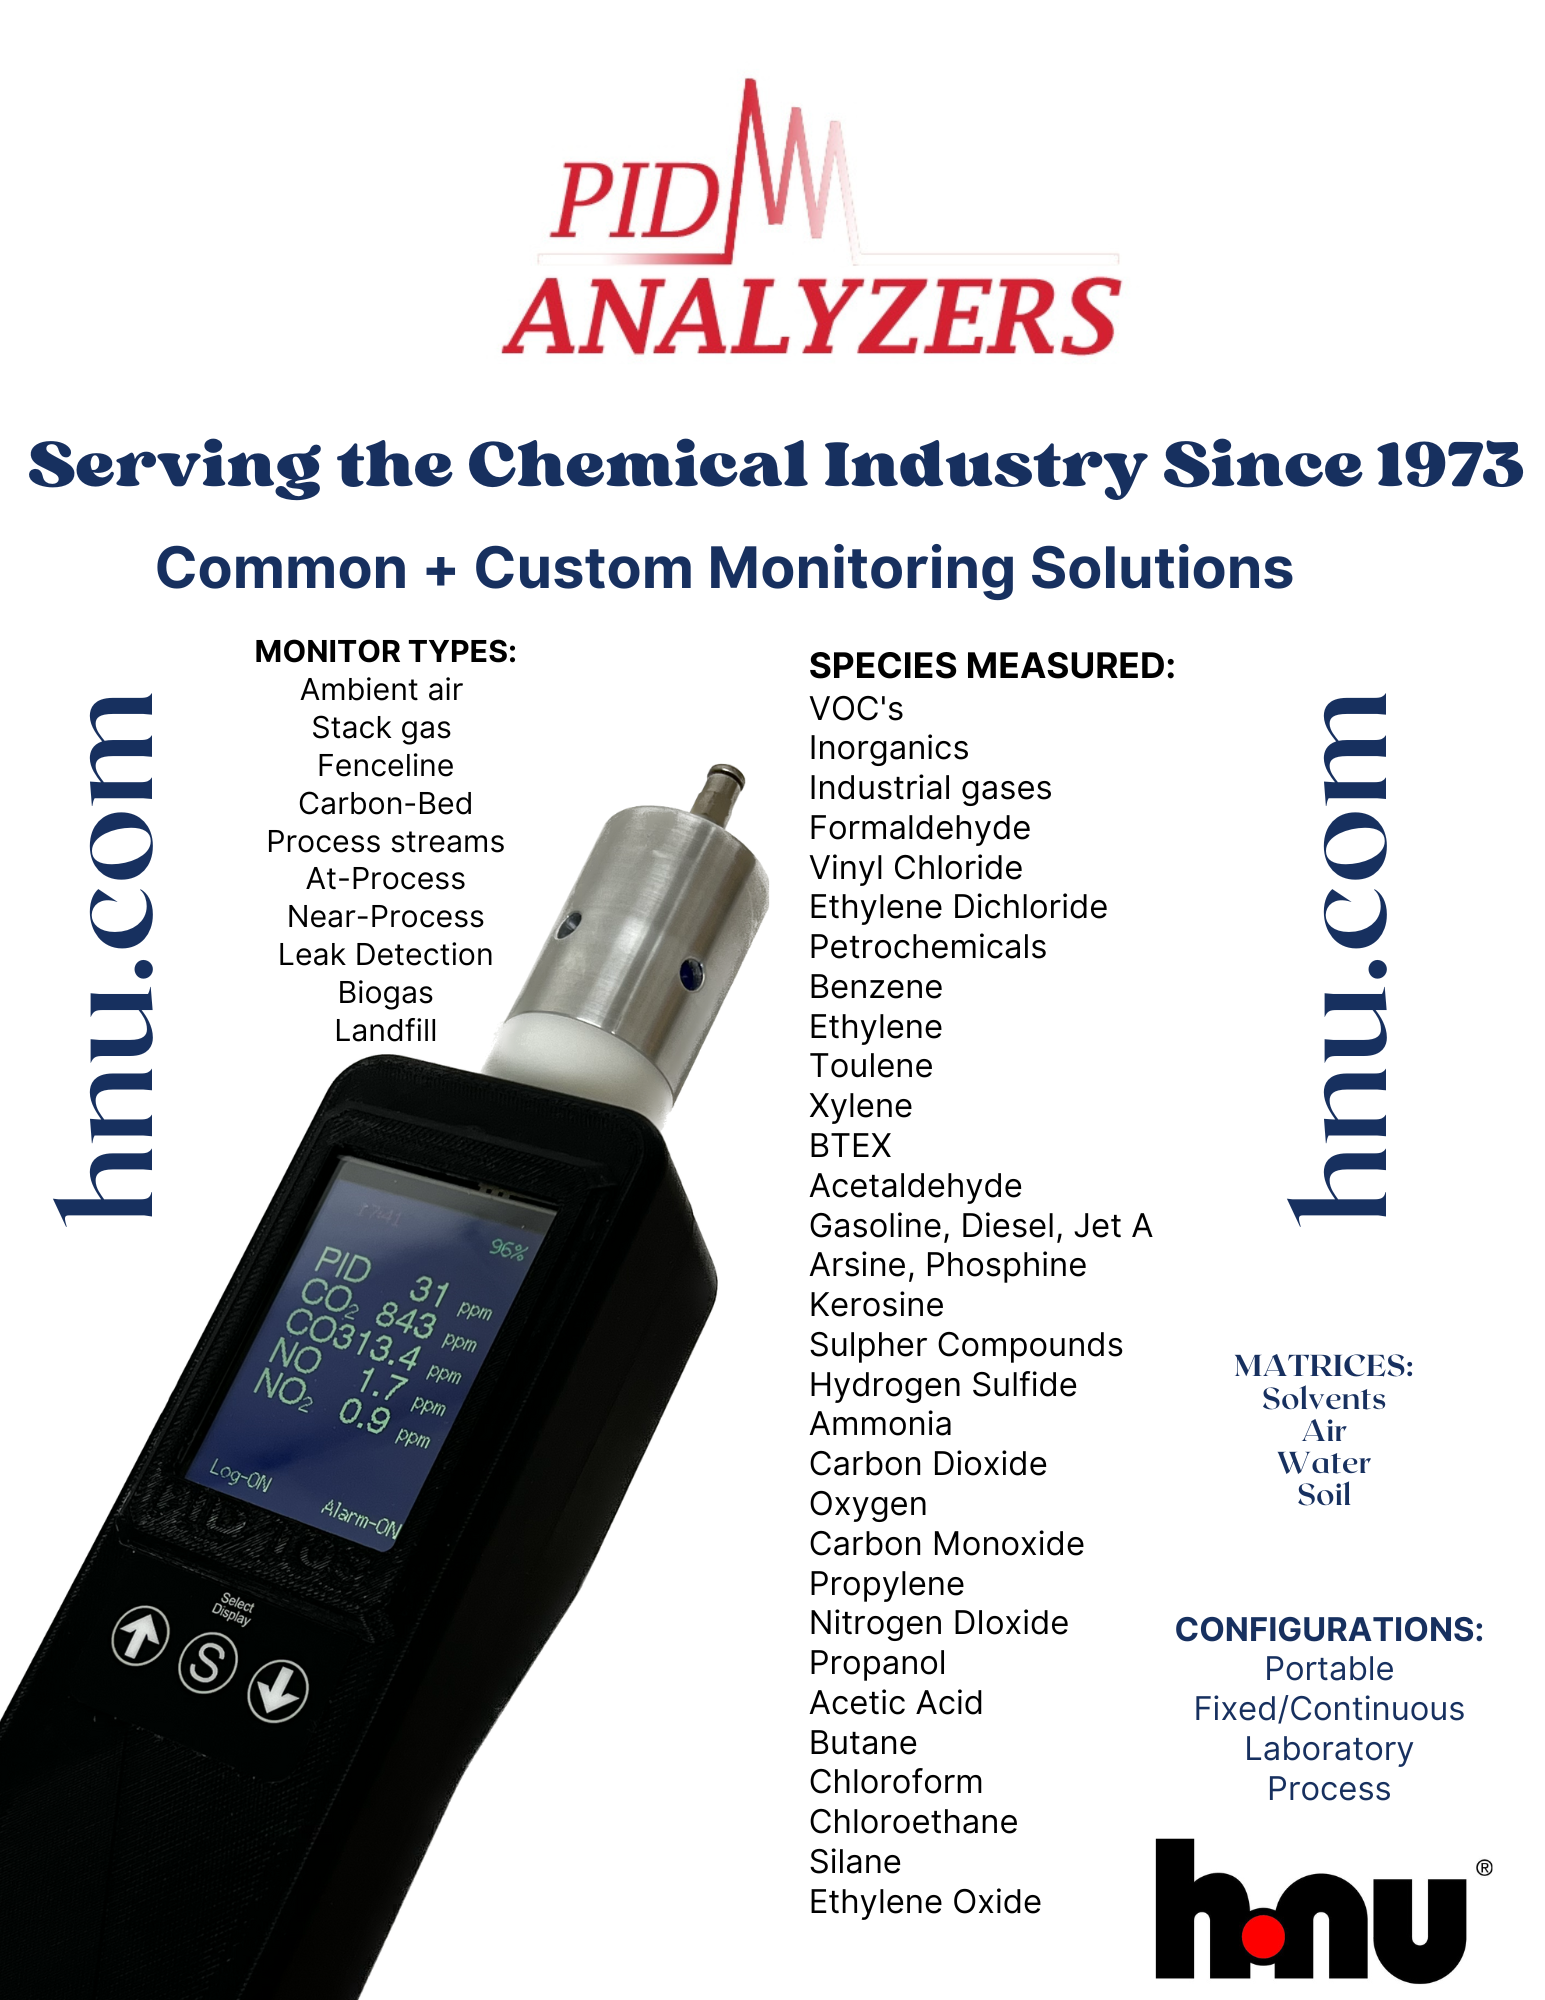 PID
ANALYZERS
Serving the Chemical Industry Since 1973
Common + Custom Monitoring Solutions
MONITOR TYPES:
Ambient air
Stack gas
Fenceline
Carbon-Bed
Process streams
At-Process
Near-Process
Leak Detection
Biogas
Landfill
hnu.com
SPECIES MEASURED:
VOC's
Inorganics
Industrial gases
Formaldehyde
Vinyl Chloride
Ethylene Dichloride
Petrochemicals
Benzene
Ethylene
Toulene
Xylene
BTEX
Acetaldehyde
Gasoline, Diesel, Jet A
Arsine, Phosphine
Kerosine
Sulpher Compounds
Hydrogen Sulfide
Ammonia
Carbon Dioxide
Oxygen
Carbon Monoxide
Propylene
Nitrogen DIoxide
Propanol
Acetic Acid
Butane
Chloroform
Chloroethane
Silane
Ethylene Oxide
hnu.com
96%
PID 31 ppm
CO₂ 843 ppm
CO 313.4 ppm
NO 1.7 ppm
NO₂ 0.9 ppm
Log-ON
Alarm-ON
Select
Display
S
MATRICES:
Solvents
Air
Water
Soil
CONFIGURATIONS:
Portable
Fixed/Continuous
Laboratory
Process
hnu®